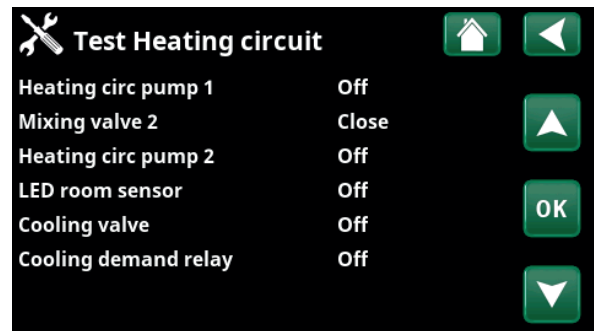 Test Heating circuit
Heating circ pump 1 Off
Mixing valve 2 Close
Heating circ pump 2 Off
LED room sensor Off
Cooling valve Off
Cooling demand relay Off
OK